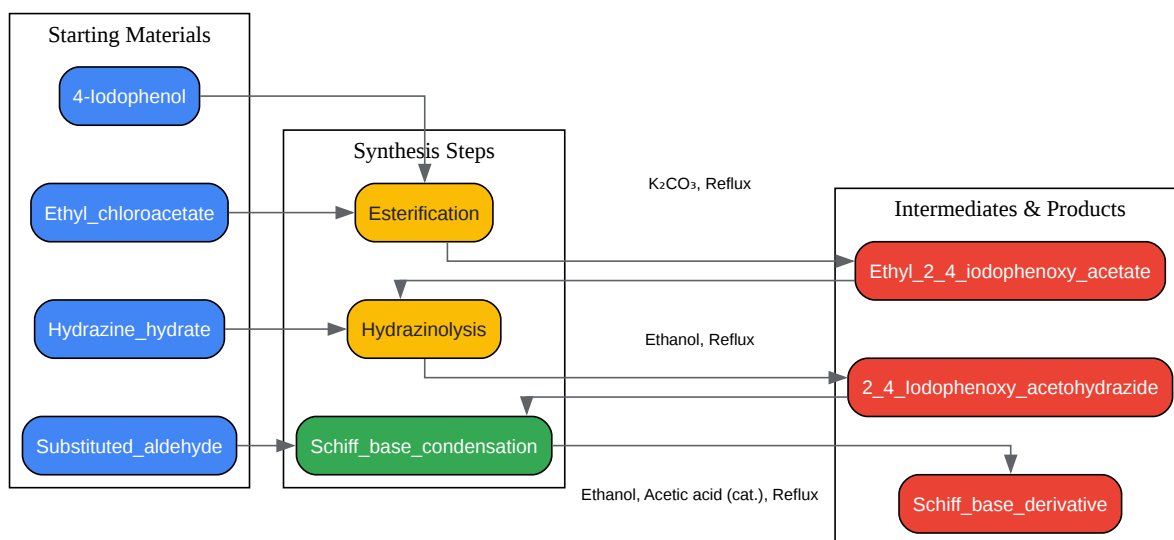 Starting Materials
4-Iodophenol
Ethyl_chloroacetate
Hydrazine_hydrate
Substituted_aldehyde
Synthesis Steps
Esterification
Hydrazinolysis
Schiff_base_condensation
K₂CO₃, Reflux
Ethanol, Reflux
Ethanol, Acetic acid (cat.), Reflux
Intermediates & Products
Ethyl_2_4_iodophenoxy_acetate
2_4_Iodophenoxy_acetohydrazide
Schiff_base_derivative